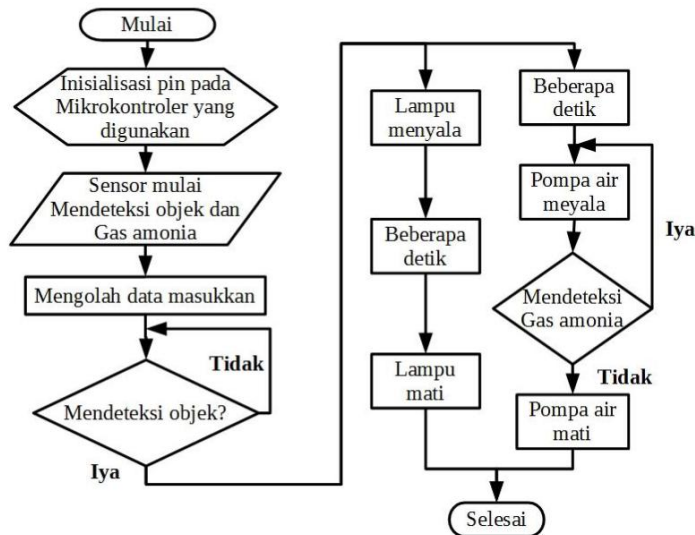 Mulai
Inisialisasi pin pada
Mikrokontroler yang
digunakan
Sensor mulai
Mendeteksi objek dan
Gas amonia
Mengolah data masukkan
Tidak
Mendeteksi objek?
Iya
Lampu
menyala
Beberapa
detik
Lampu
mati
Beberapa
detik
Pompa air
meyala
Iya
Mendeteksi
Gas amonia
Tidak
Pompa air
mati
Selesai